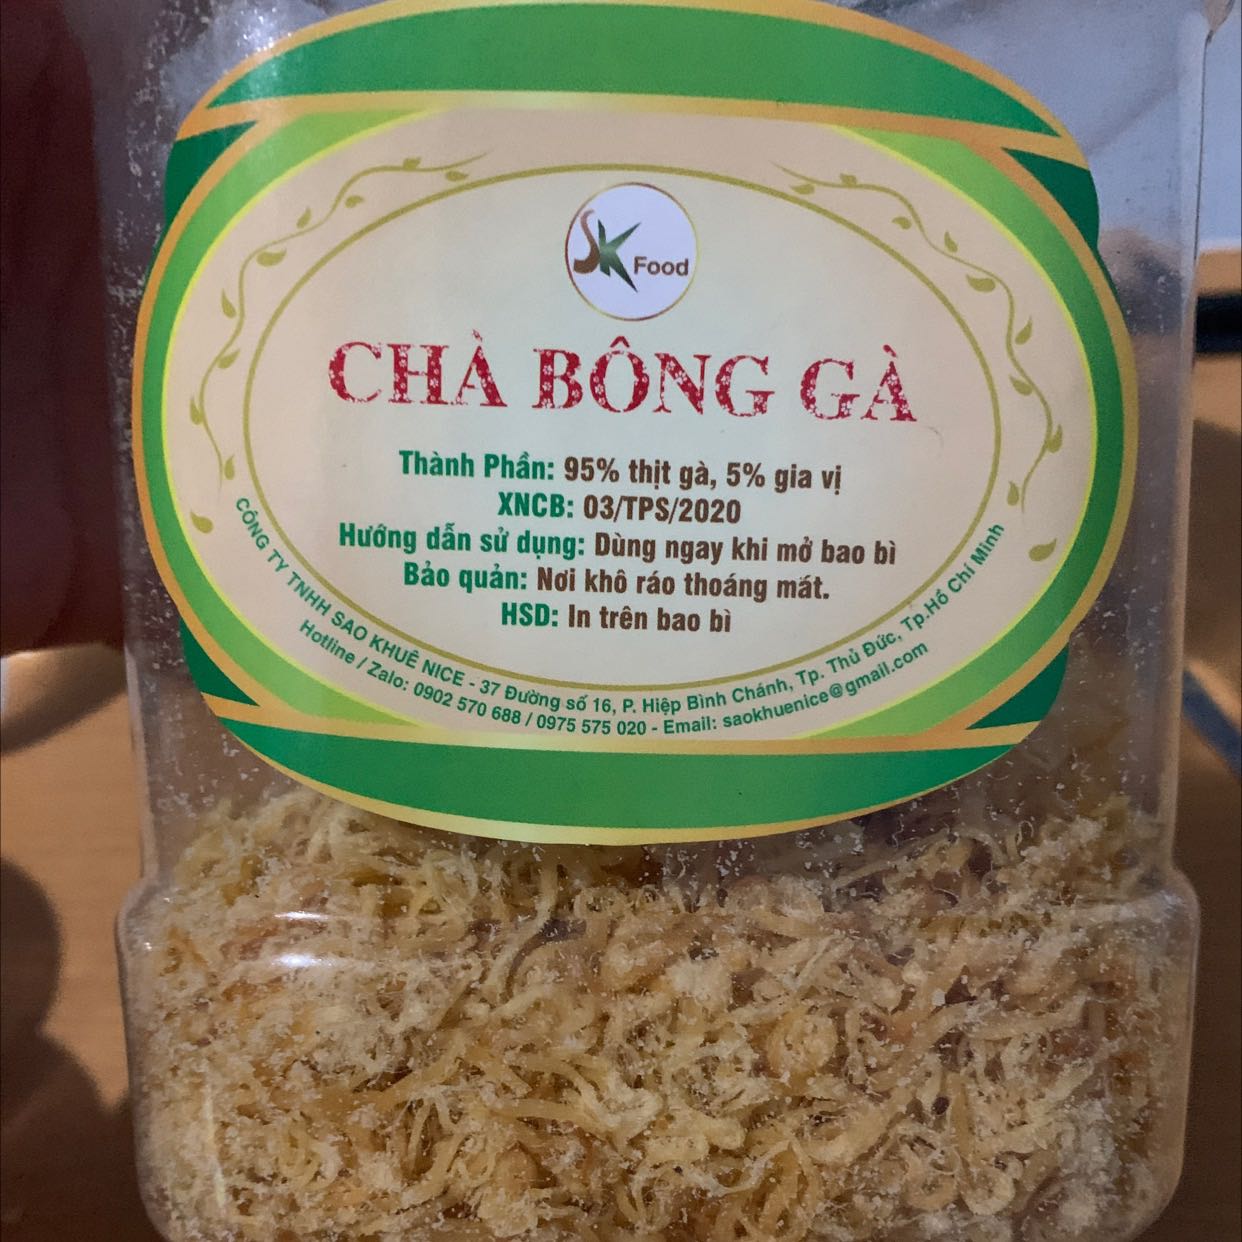 SK Food
CHÀ BÔNG GÀ
Thành Phần: 95% thịt gà, 5% gia vị
XNCB: 03/TPS/2020
Hướng dẫn sử dụng: Dùng ngay khi mở bao bì
Bảo quản: Nơi khô ráo thoáng mát.
HSD: In trên bao bì
CÔNG TY TNHH SAO KHUÊ NICE - 37 Đường số 16, P. Hiệp Bình Chánh, Tp. Thủ Đức, Tp.Hồ Chí Minh
Hotline / Zalo: 0902 570 688 / 0975 575 020 - Email: saokhuenice@gmail.com